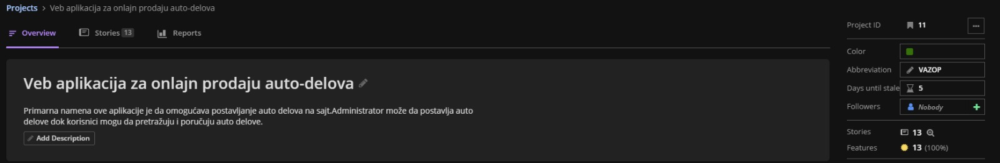 Projects > Veb aplikacija za onlajn prodaju auto-delova
Overview
Stories 13
Reports
Veb aplikacija za onlajn prodaju auto-delova
Primarna namena ove aplikacije je da omogućava postavljanje auto delova na sajt.Administrator može da postavlja auto
delove dok korisnici mogu da pretražuju i poručuju auto delove.
Add Description
Project ID 11 ...
Color
Abbreviation VAZOP
Days until stale 5
Followers Nobody +
Stories 13
Features 13 (100%)